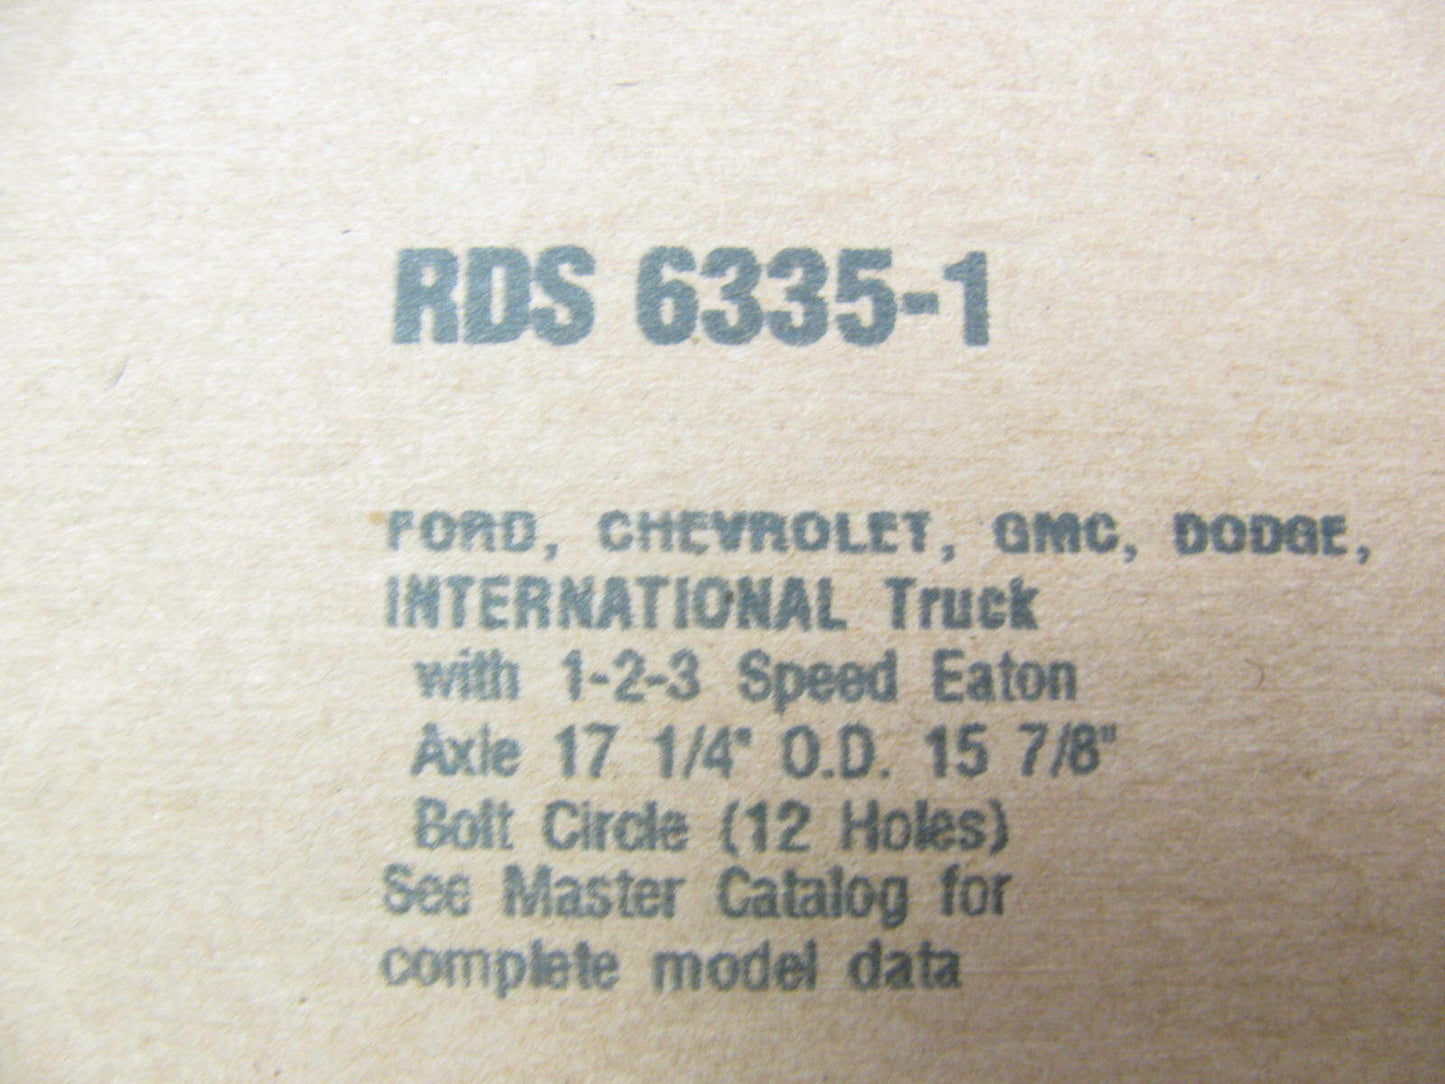 RDS 6335-1
FORD, CHEVROLET, GMC, DODGE,
INTERNATIONAL Truck
with 1-2-3 Speed Eaton
Axle 17 1/4" O.D. 15 7/8"
Bolt Circle (12 Holes)
See Master Catalog for
complete model data